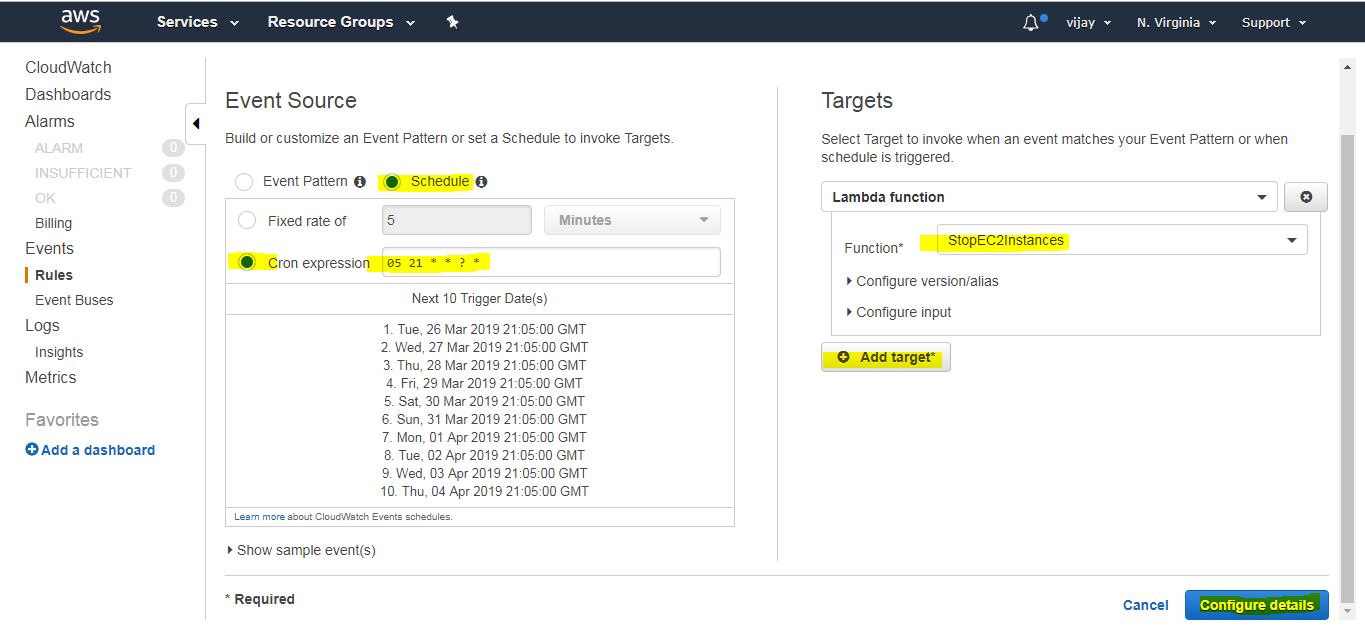 aws
Services
Resource Groups
vijay
N. Virginia
Support
CloudWatch
Dashboards
Alarms
ALARM 0
INSUFFICIENT 0
OK 0
Billing
Events
Rules
Event Buses
Logs
Insights
Metrics
Favorites
Add a dashboard
Event Source
Build or customize an Event Pattern or set a Schedule to invoke Targets.
Event Pattern Schedule
Fixed rate of 5 Minutes
Cron expression 05 21 * * ? *
Next 10 Trigger Date(s)
1. Tue, 26 Mar 2019 21:05:00 GMT
2. Wed, 27 Mar 2019 21:05:00 GMT
3. Thu, 28 Mar 2019 21:05:00 GMT
4. Fri, 29 Mar 2019 21:05:00 GMT
5. Sat, 30 Mar 2019 21:05:00 GMT
6. Sun, 31 Mar 2019 21:05:00 GMT
7. Mon, 01 Apr 2019 21:05:00 GMT
8. Tue, 02 Apr 2019 21:05:00 GMT
9. Wed, 03 Apr 2019 21:05:00 GMT
10. Thu, 04 Apr 2019 21:05:00 GMT
Learn more about CloudWatch Events schedules.
Show sample event(s)
Targets
Select Target to invoke when an event matches your Event Pattern or when
schedule is triggered.
Lambda function
Function* StopEC2Instances
Configure version/alias
Configure input
Add target*
* Required
Cancel
Configure details